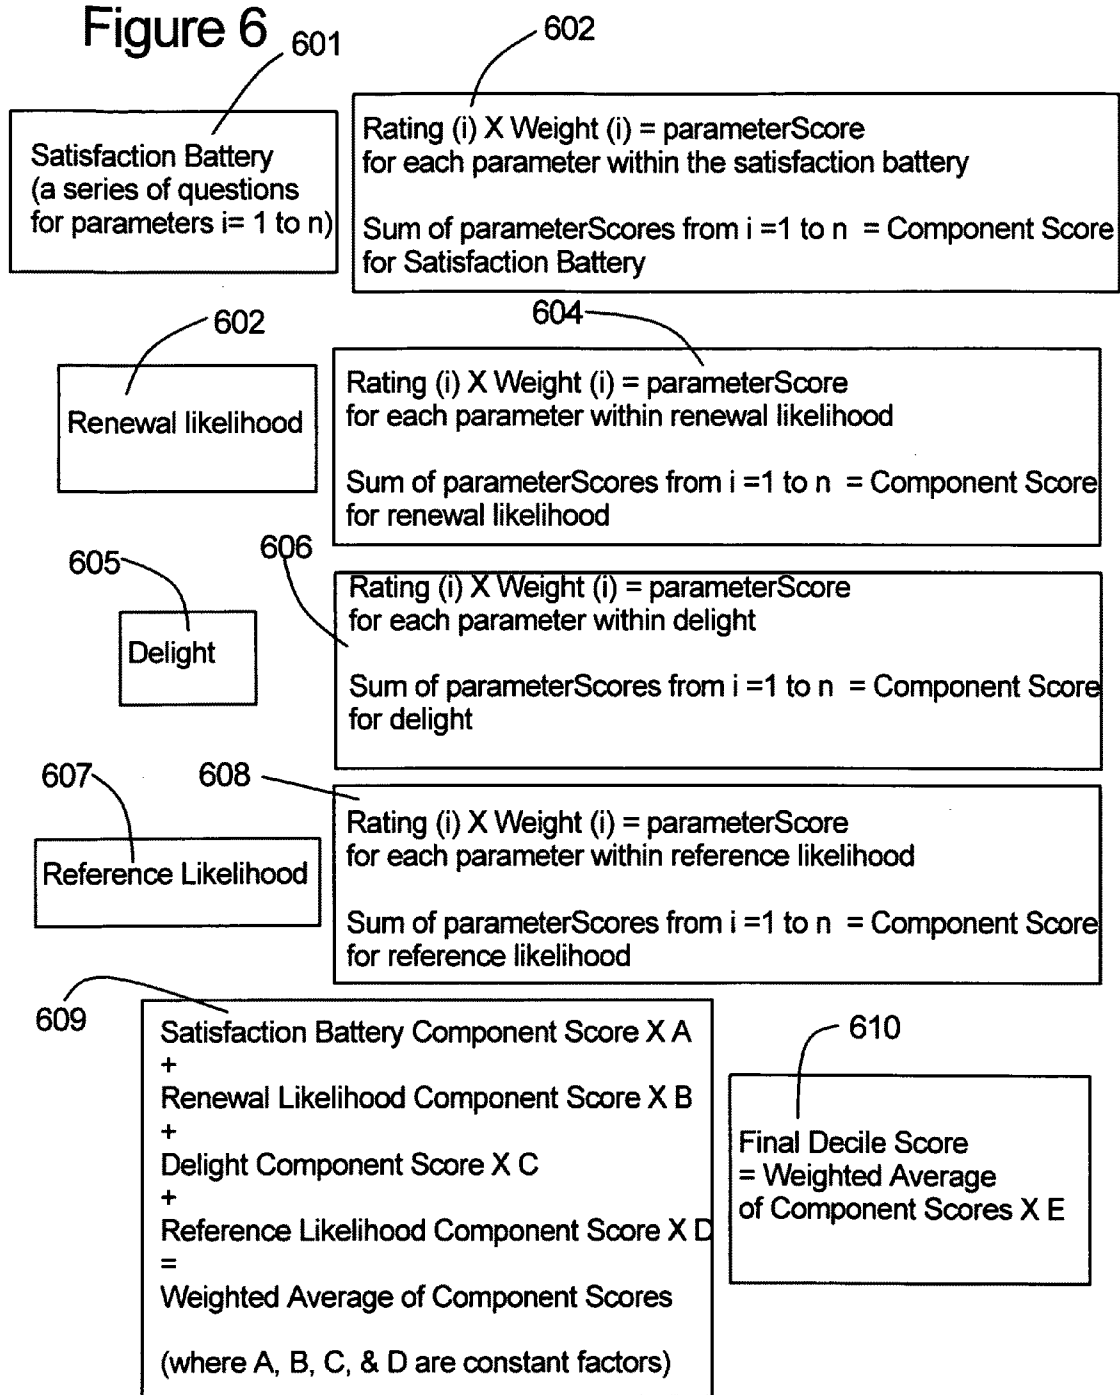 Figure 6
601
602
Satisfaction Battery
(a series of questions
for parameters i= 1 to n)
Rating (i) X Weight (i) = parameterScore
for each parameter within the satisfaction battery
Sum of parameterScores from i =1 to n = Component Score
for Satisfaction Battery
602
604
Renewal likelihood
Rating (i) X Weight (i) = parameterScore
for each parameter within renewal likelihood
Sum of parameterScores from i =1 to n = Component Score
for renewal likelihood
605
606
Delight
Rating (i) X Weight (i) = parameterScore
for each parameter within delight
Sum of parameterScores from i =1 to n = Component Score
for delight
607
608
Reference Likelihood
Rating (i) X Weight (i) = parameterScore
for each parameter within reference likelihood
Sum of parameterScores from i =1 to n = Component Score
for reference likelihood
609
Satisfaction Battery Component Score X A
+
Renewal Likelihood Component Score X B
+
Delight Component Score X C
+
Reference Likelihood Component Score X D
=
Weighted Average of Component Scores
(where A, B, C, & D are constant factors)
610
Final Decile Score
= Weighted Average
of Component Scores X E